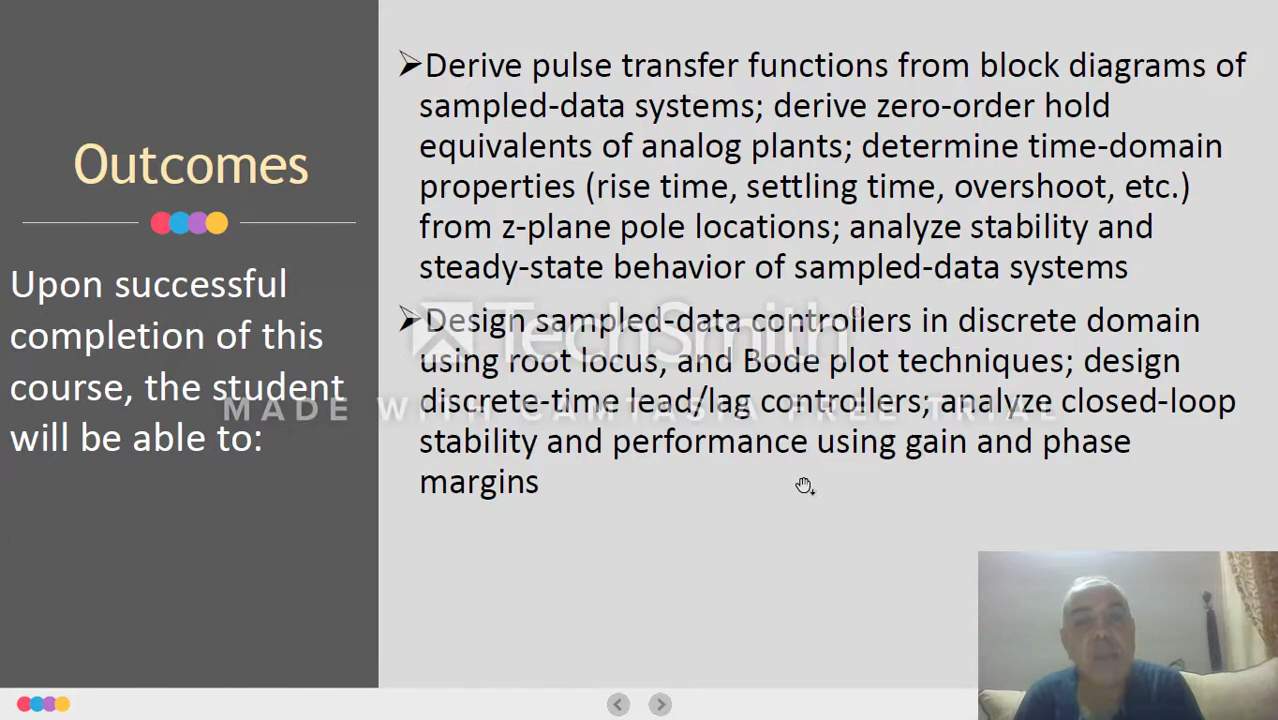 Outcomes
Upon successful
completion of this
course, the student
will be able to:
➢Derive pulse transfer functions from block diagrams of
sampled-data systems; derive zero-order hold
equivalents of analog plants; determine time-domain
properties (rise time, settling time, overshoot, etc.)
from z-plane pole locations; analyze stability and
steady-state behavior of sampled-data systems
➢Design sampled-data controllers in discrete domain
using root locus, and Bode plot techniques; design
discrete-time lead/lag controllers; analyze closed-loop
stability and performance using gain and phase
margins
TechSmith®
MADE WITH CAMTASIA FREE TRIAL